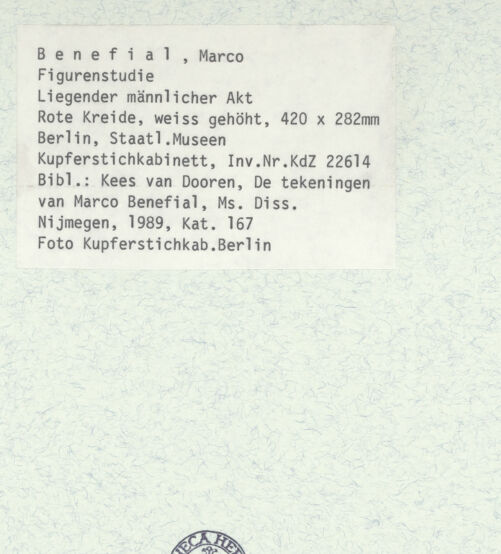 Benefial, Marco
Figurenstudie
Liegender männlicher Akt
Rote Kreide, weiss gehöht, 420 x 282mm
Berlin, Staatl.Museen
Kupferstichkabinett, Inv.Nr.KdZ 22614
Bibl.: Kees van Dooren, De tekeningen
van Marco Benefial, Ms. Diss.
Nijmegen, 1989, Kat. 167
Foto Kupferstichkab.Berlin